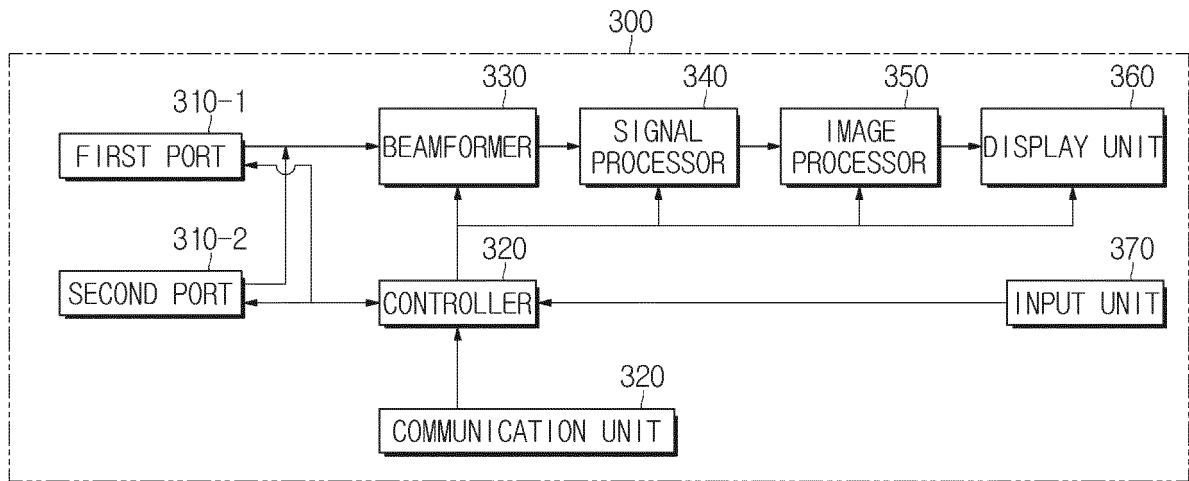 300
330
340
350
360
310-1
FIRST PORT
BEAMFORMER
SIGNAL
PROCESSOR
IMAGE
PROCESSOR
DISPLAY UNIT
310-2
320
370
SECOND PORT
CONTROLLER
INPUT UNIT
320
COMMUNICATION UNIT